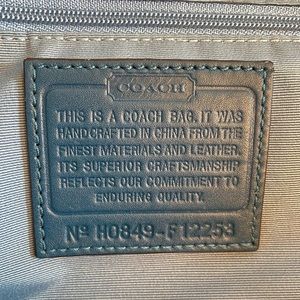 COACH
THIS IS A COACH BAG. IT WAS
HANDCRAFTED IN CHINA FROM THE
FINEST MATERIALS AND LEATHER.
ITS SUPERIOR CRAFTSMANSHIP
REFLECTS OUR COMMITMENT TO
ENDURING QUALITY.
Nº H0849-F12253